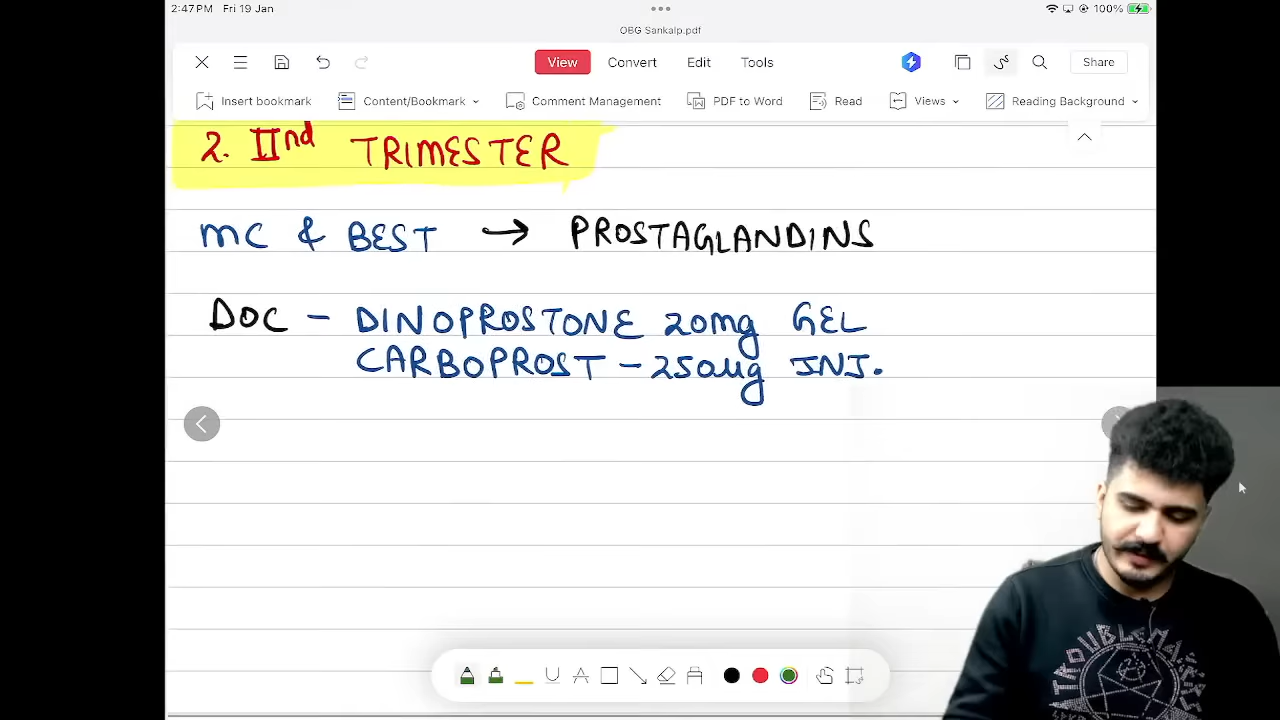 2:47 PM Fri 19 Jan
100%
OBG Sankalp.pdf
View Convert Edit Tools Share
Insert bookmark Content/Bookmark Comment Management PDF to Word Read Views Reading Background
2. IInd TRIMESTER
MC & BEST → PROSTAGLANDINS
DOC - DINOPROSTONE 20mg GEL
CARBOPROST - 250µg INJ.
TROUBLEMAKER